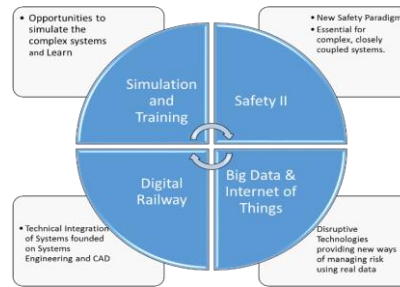 • Opportunities to
simulate the
complex systems
and Learn
• New Safety Paradigm
• Essential for
complex, closely
coupled systems.
Simulation
and
Training
Safety II
Digital
Railway
Big Data &
Internet of
Things
• Technical Integration
of Systems founded
on Systems
Engineering and CAD
Disruptive
Technologies
providing new ways
of managing risk
using real data